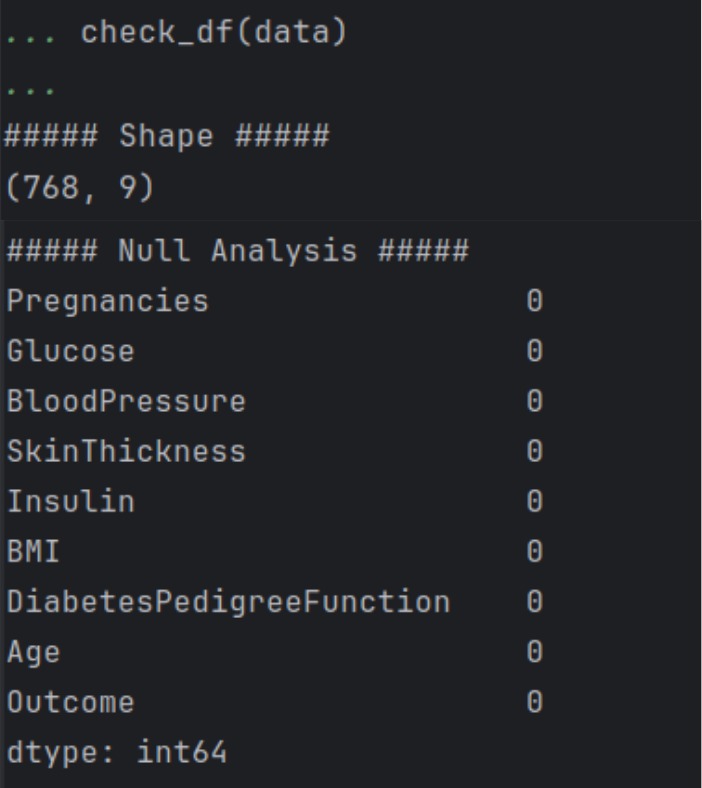 ... check_df(data)
...
##### Shape #####
(768, 9)
##### Null Analysis #####
Pregnancies                 0
Glucose                     0
BloodPressure               0
SkinThickness               0
Insulin                     0
BMI                         0
DiabetesPedigreeFunction    0
Age                         0
Outcome                     0
dtype: int64